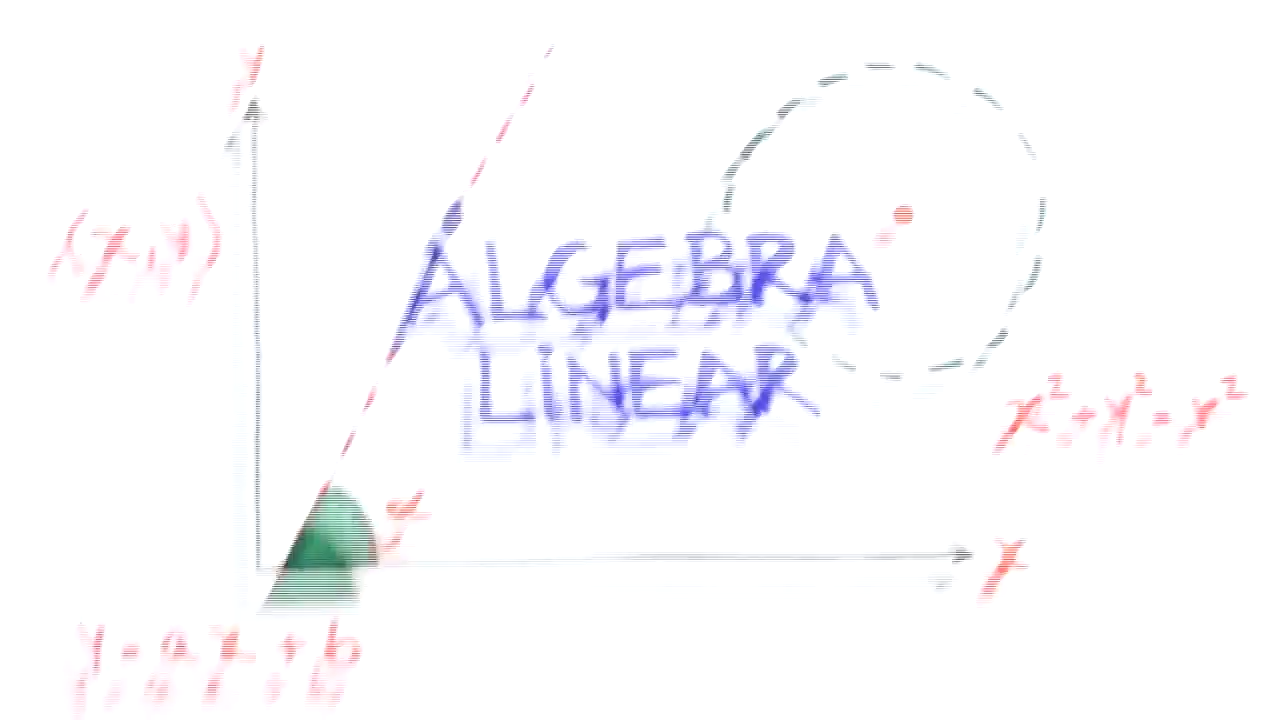 y
(x,y)
ALGEBRA
LINEAR
x²+y²=r²
α
x
y=ax+b